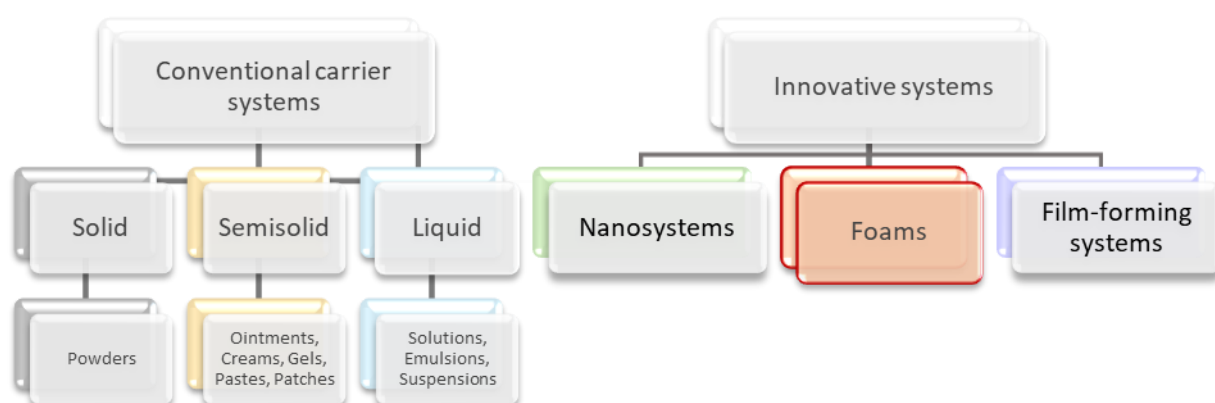 Conventional carrier
systems
Innovative systems
Solid
Semisolid
Liquid
Nanosystems
Foams
Film-forming
systems
Powders
Ointments,
Creams, Gels,
Pastes, Patches
Solutions,
Emulsions,
Suspensions